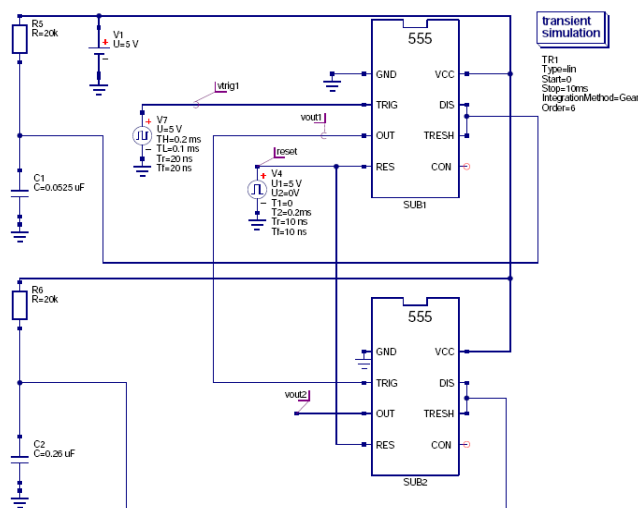 R5
R=20k
V1
U=5 V
555
GND
VCC
TRIG
DIS
OUT
TRESH
RES
CON
SUB1
transient
simulation
TR1
Type=lin
Start=0
Stop=10ms
IntegrationMethod=Gear
Order=6
vtrig1
vout1
V7
U=5 V
TH=0.2 ms
TL=0.1 ms
Tr=20 ns
Tf=20 ns
reset
V4
U1=5 V
U2=0V
T1=0
T2=0.2ms
Tr=10 ns
Tf=10 ns
C1
C=0.0525 uF
R6
R=20k
555
GND
VCC
TRIG
DIS
OUT
TRESH
RES
CON
SUB2
vout2
C2
C=0.26 uF